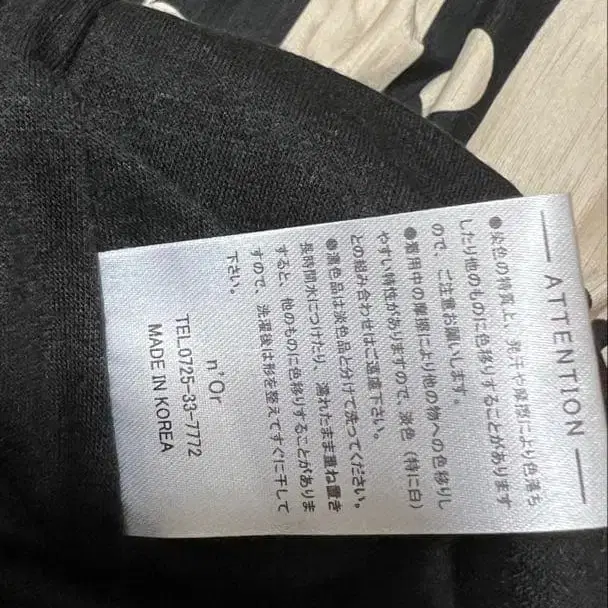 ATTENTION
●染色の特質上、発汗や摩擦により色落ち
したり他のものに色移りすることがあります
ので、ご注意お願いします。
●着用中の摩擦により他の物への色移りし
やすい特性がありますので、淡色（特に白）
との組み合わせはご遠慮下さい。
●濃色品は淡色品と分けて洗ってください。
長時間水につけたり、濡れたまま重ね置き
すると、他のものに色移りすることがありま
すので、洗濯後は形を整えてすぐに干して
下さい。
n°Or
TEL0725-33-7772
MADE IN KOREA